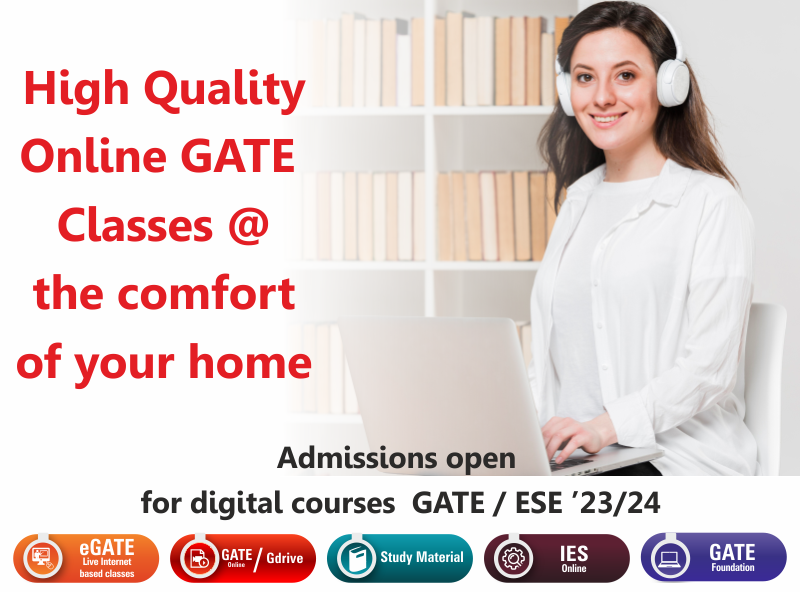 High Quality
Online GATE
Classes @
the comfort
of your home
Admissions open
for digital courses GATE / ESE ’23/24
eGATE
Live Internet
based classes
GATE / Gdrive
Online
Study Material
IES
Online
GATE
Foundation